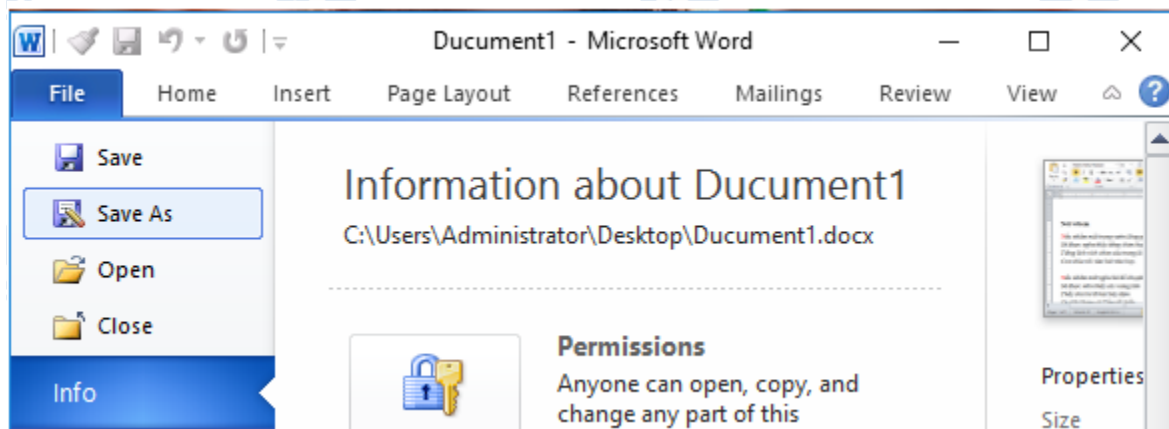 W
Ducument1 - Microsoft Word
File Home Insert Page Layout References Mailings Review View ?
Save
Save As
Open
Close
Info
Information about Ducument1
C:\Users\Administrator\Desktop\Ducument1.docx
Permissions
Anyone can open, copy, and
change any part of this
Properties
Size